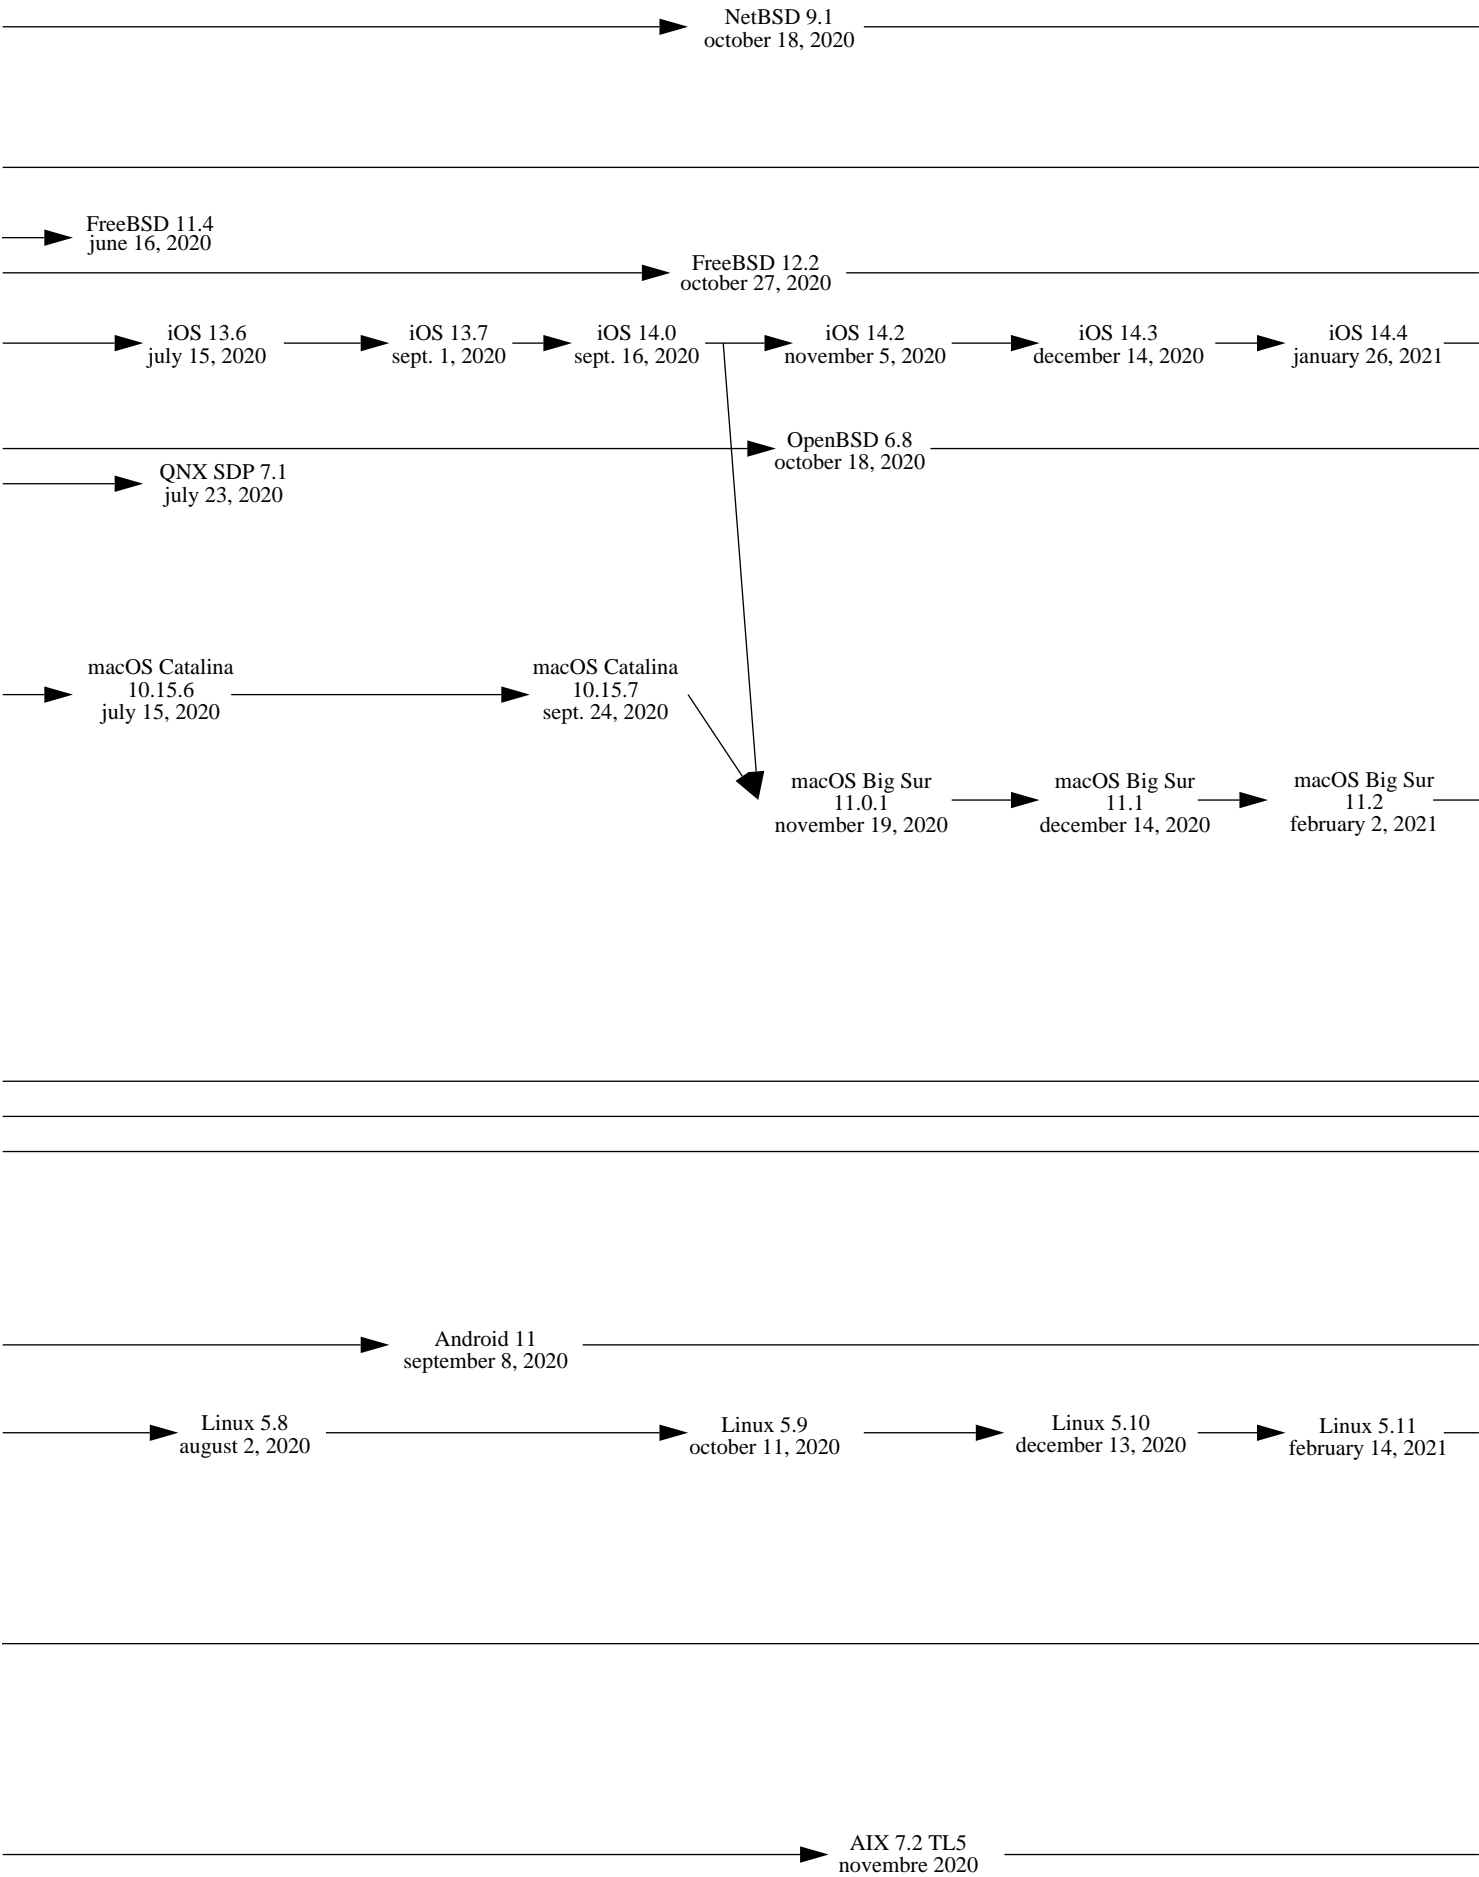 NetBSD 9.1
october 18, 2020
FreeBSD 11.4
june 16, 2020
FreeBSD 12.2
october 27, 2020
iOS 13.6
july 15, 2020
iOS 13.7
sept. 1, 2020
iOS 14.0
sept. 16, 2020
iOS 14.2
november 5, 2020
iOS 14.3
december 14, 2020
iOS 14.4
january 26, 2021
OpenBSD 6.8
october 18, 2020
QNX SDP 7.1
july 23, 2020
macOS Catalina
10.15.6
july 15, 2020
macOS Catalina
10.15.7
sept. 24, 2020
macOS Big Sur
11.0.1
november 19, 2020
macOS Big Sur
11.1
december 14, 2020
macOS Big Sur
11.2
february 2, 2021
Android 11
september 8, 2020
Linux 5.8
august 2, 2020
Linux 5.9
october 11, 2020
Linux 5.10
december 13, 2020
Linux 5.11
february 14, 2021
AIX 7.2 TL5
novembre 2020